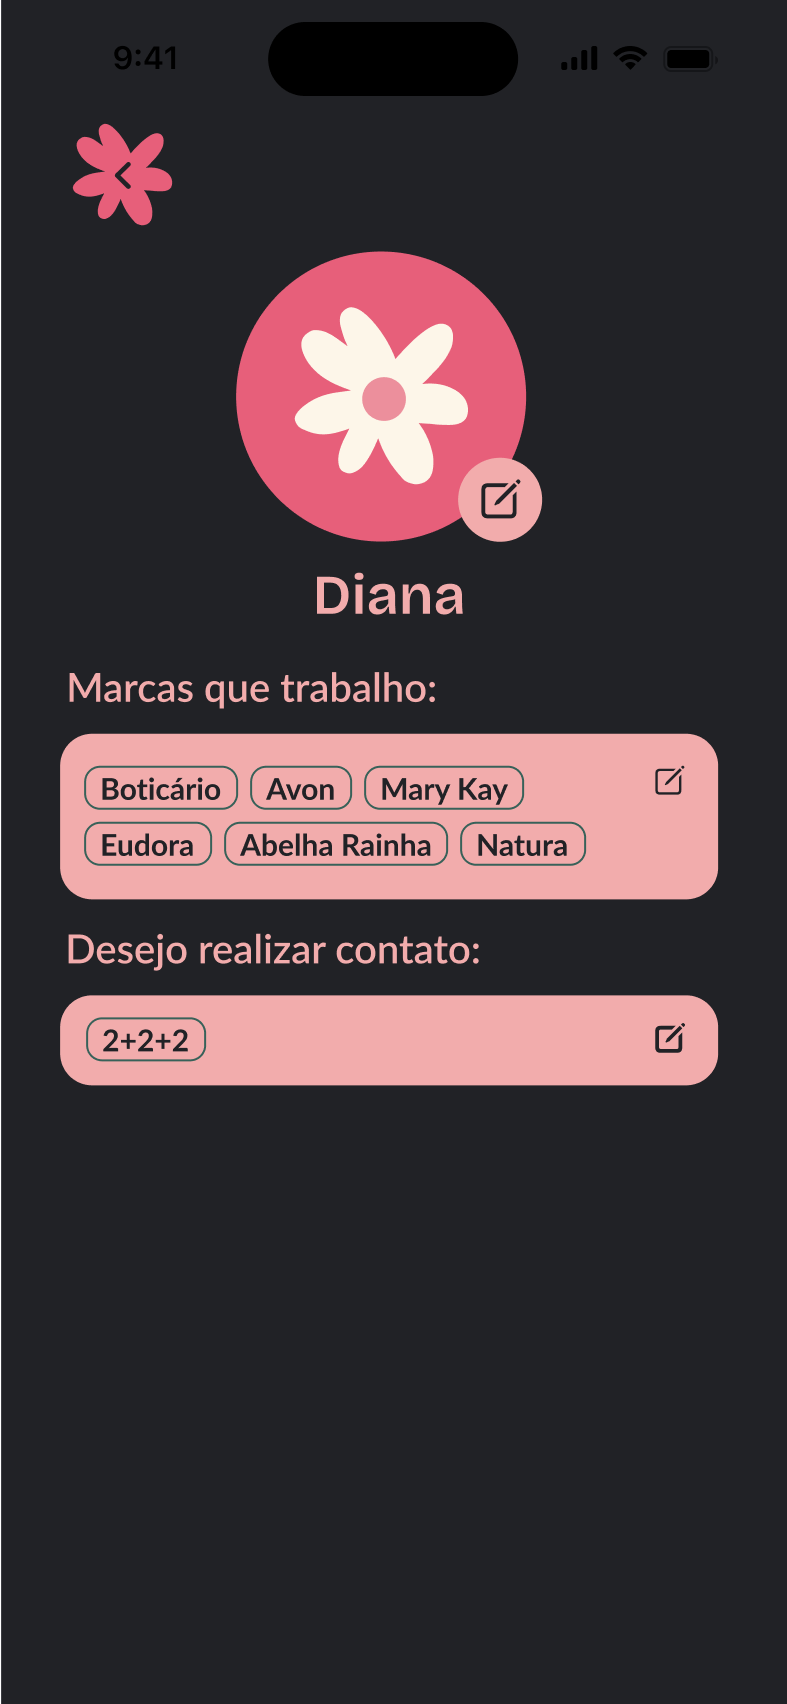 9:41
Diana
Marcas que trabalho:
Boticário Avon Mary Kay
Eudora Abelha Rainha Natura
Desejo realizar contato:
2+2+2